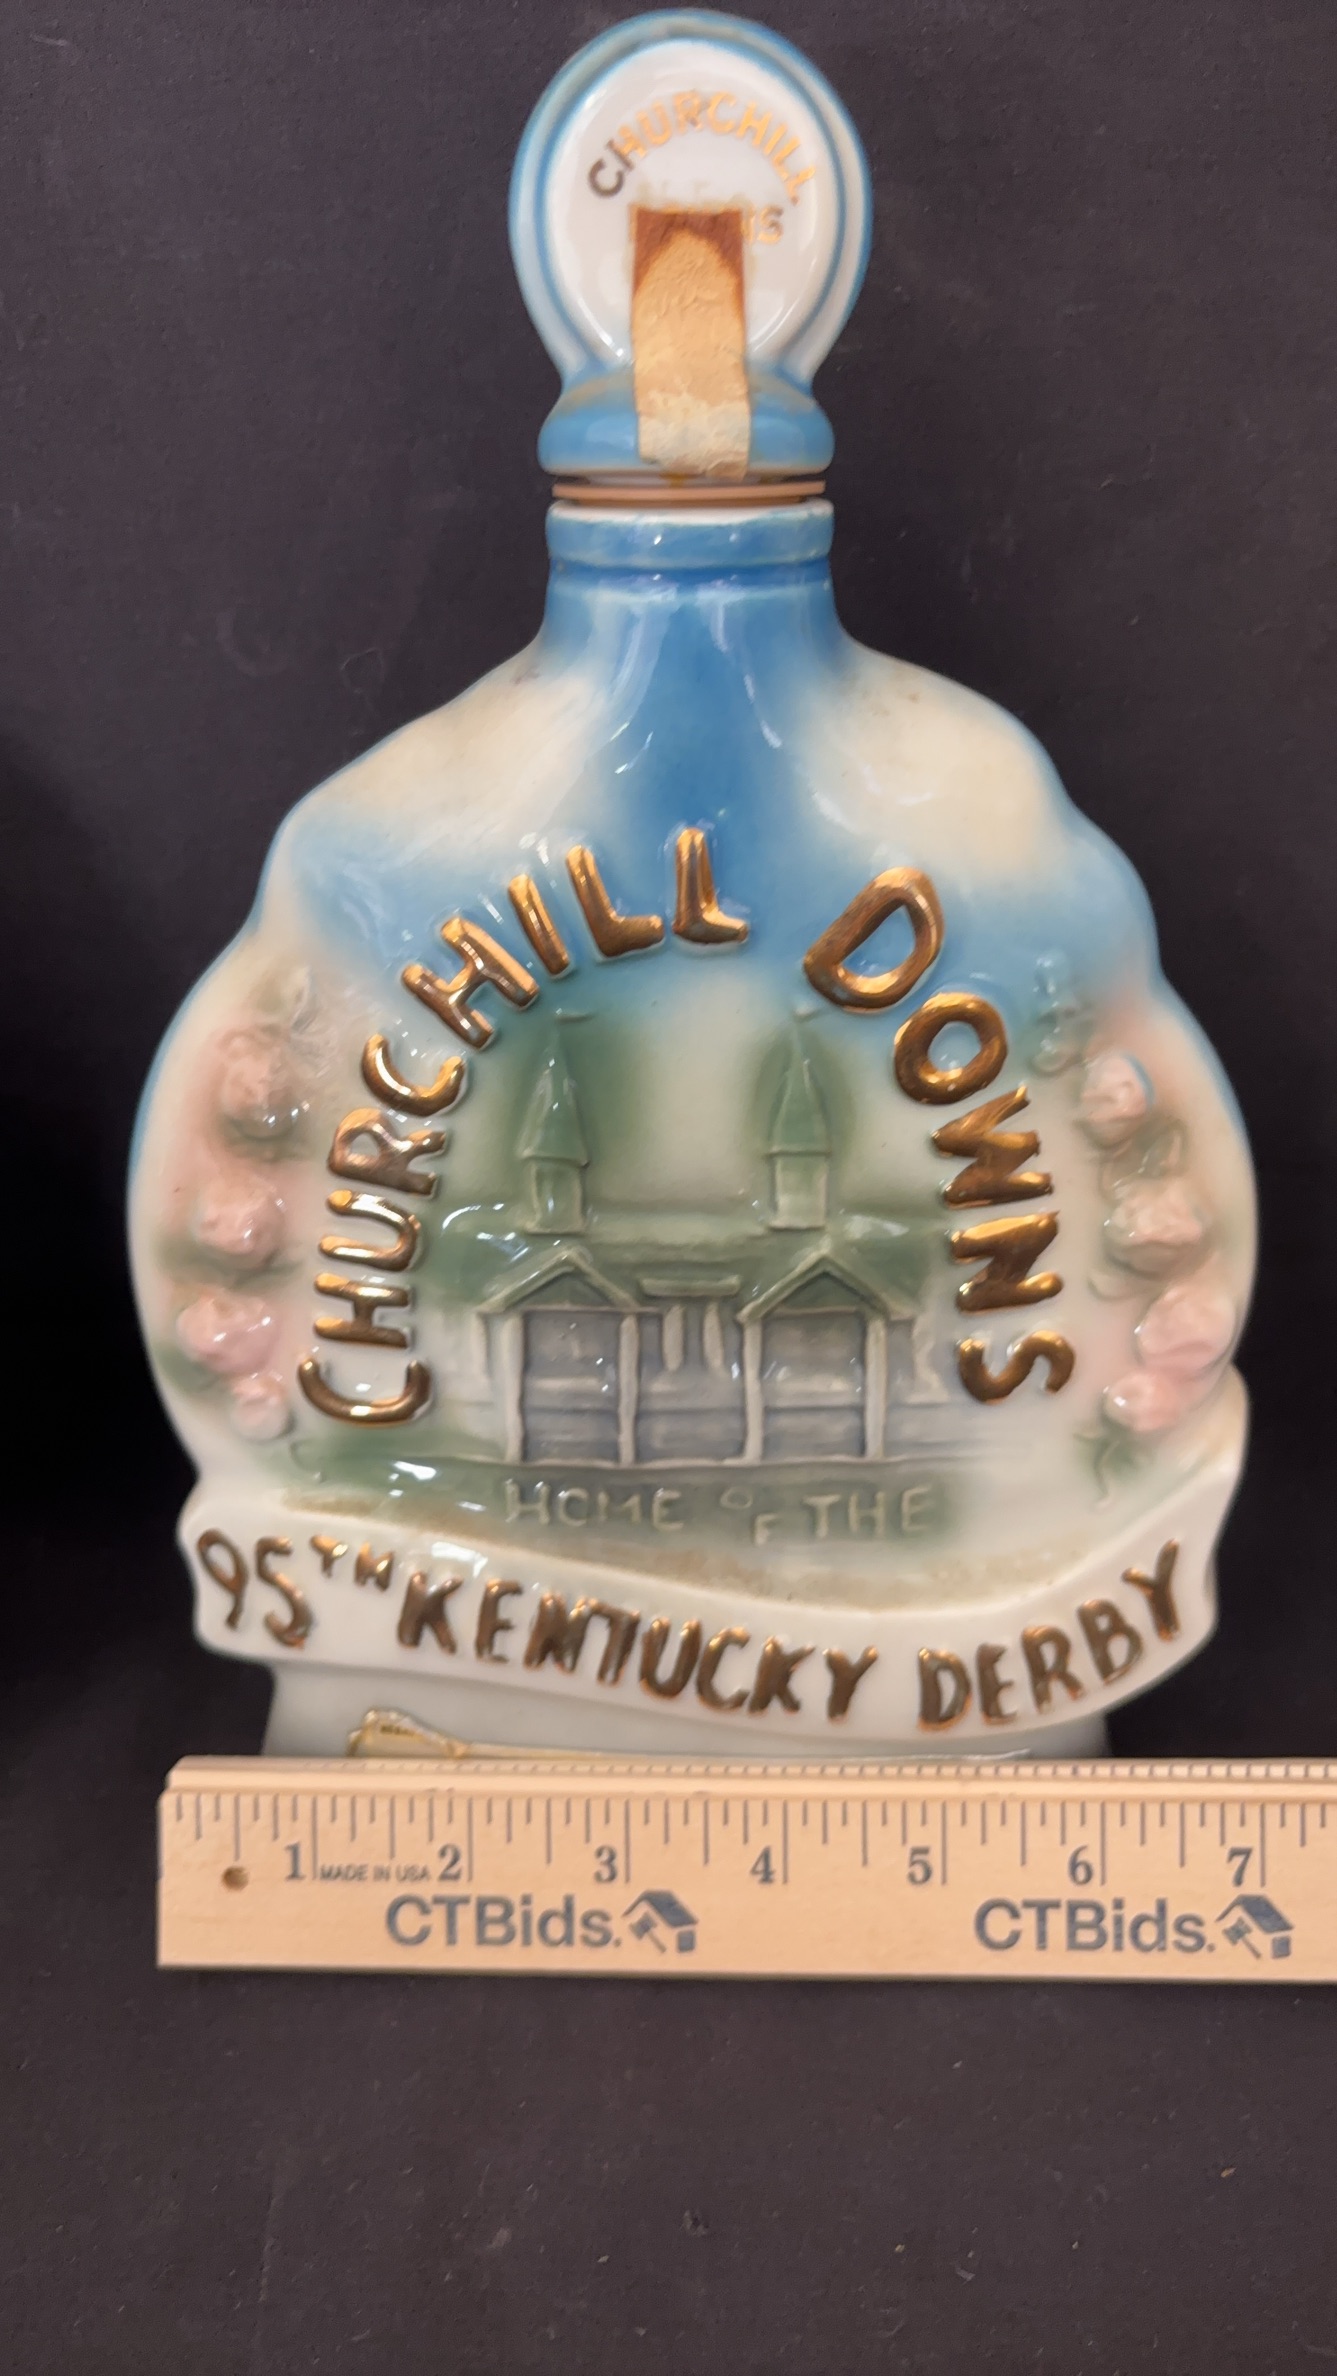 CHURCHILL
CHURCHILL DOWNS
HOME OF THE
95TH KENTUCKY DERBY
1 2 3 4 5 6 7
MADE IN USA
CTBids. CTBids.